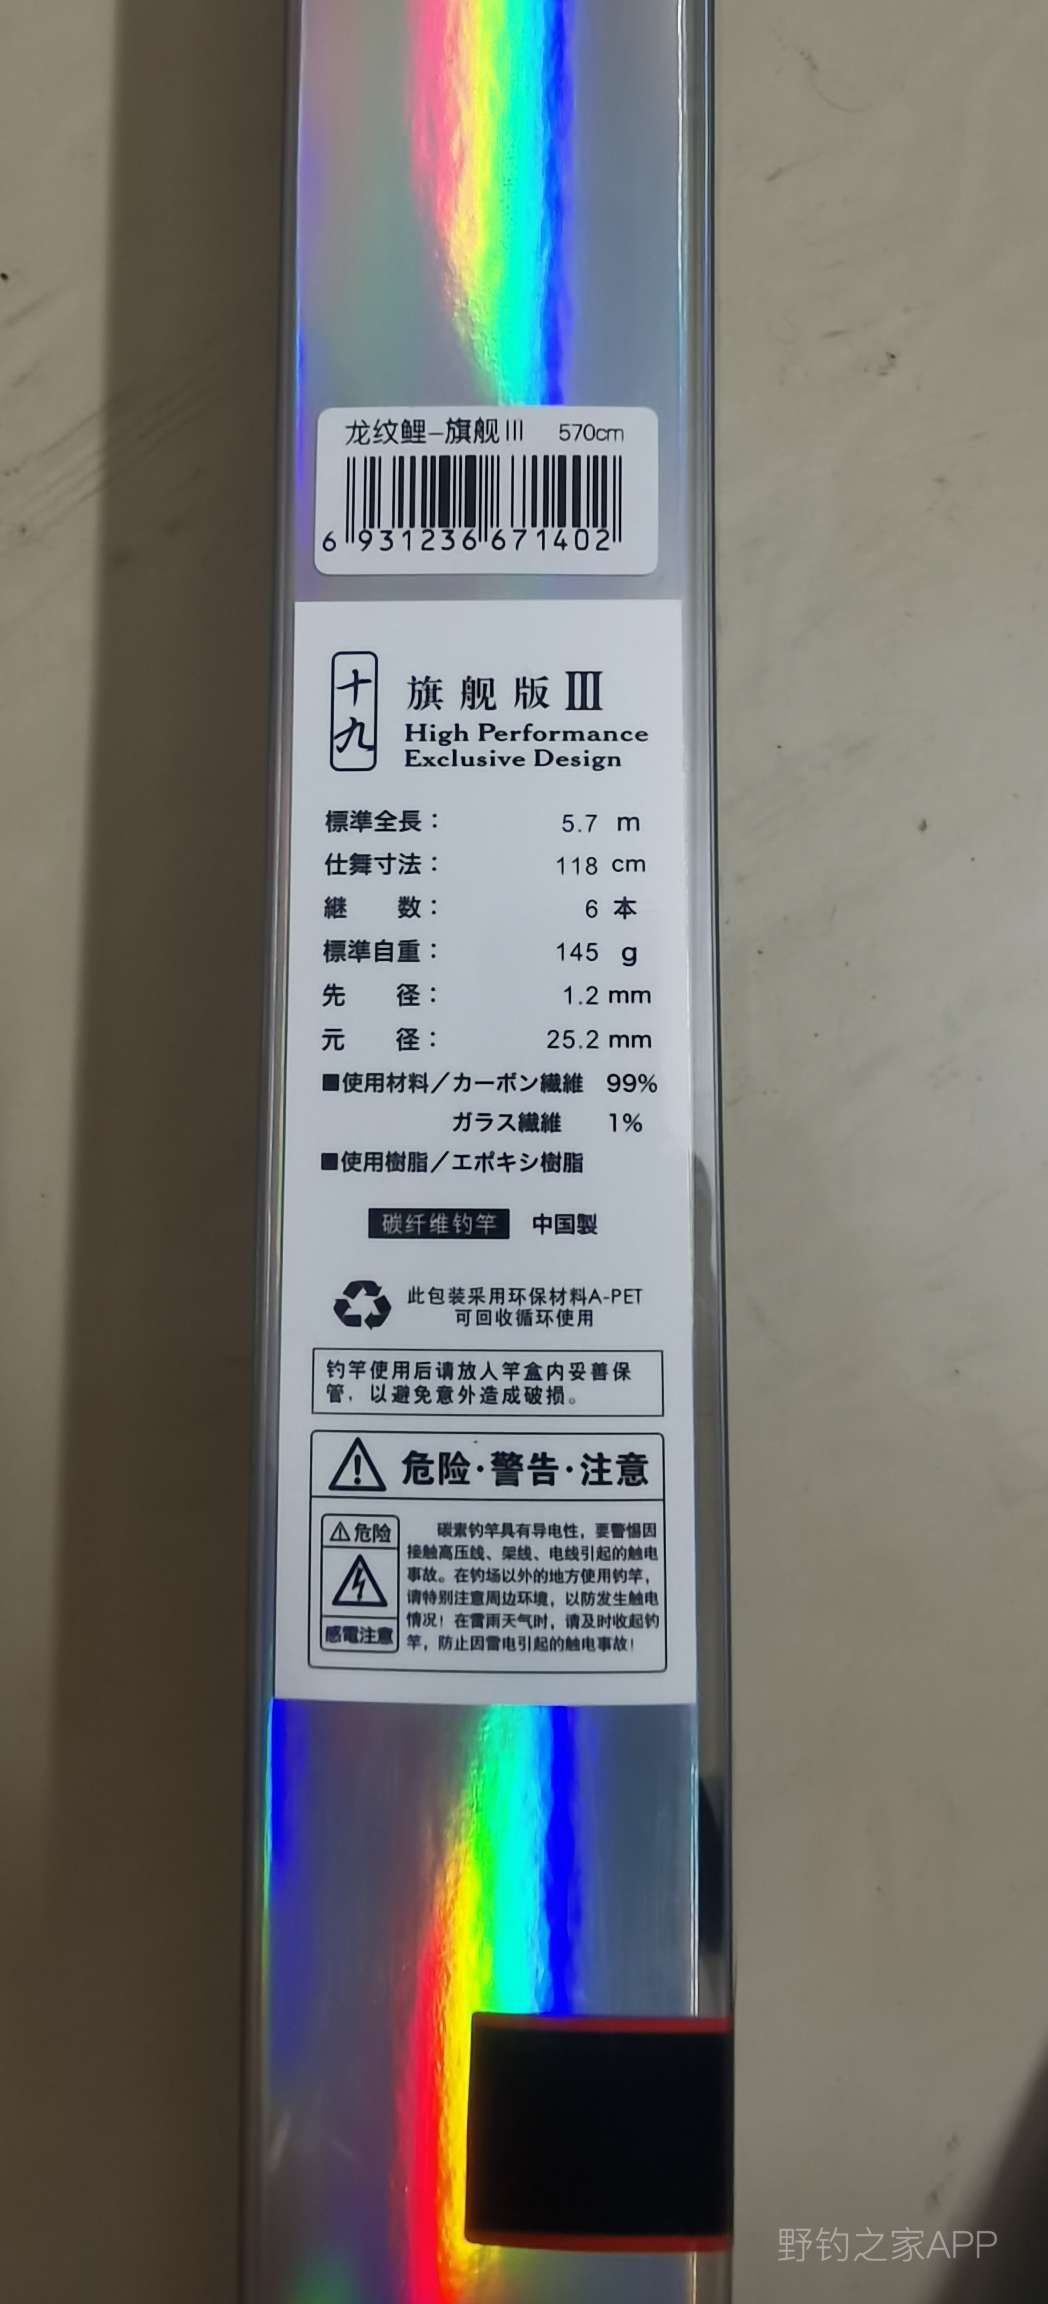 龙纹鲤-旗舰III 570cm
6 931236 671402
十九
旗舰版III
High Performance
Exclusive Design
標準全長： 5.7 m
仕舞寸法： 118 cm
継数： 6 本
標準自重： 145 g
先径： 1.2 mm
元径： 25.2 mm
■使用材料／カーボン繊維 99%
ガラス繊維 1%
■使用樹脂／エポキシ樹脂
碳纤维钓竿 中国製
此包装采用环保材料A-PET
可回收循环使用
钓竿使用后请放入竿盒内妥善保
管，以避免意外造成破损。
危险·警告·注意
危险
感電注意
碳素钓竿具有导电性，要警惕因
接触高压线、架线、电线引起的触电
事故。在钓场以外的地方使用钓竿，
请特别注意周边环境，以防发生触电
情况！在雷雨天气时，请及时收起钓
竿，防止因雷电引起的触电事故！
野钓之家APP